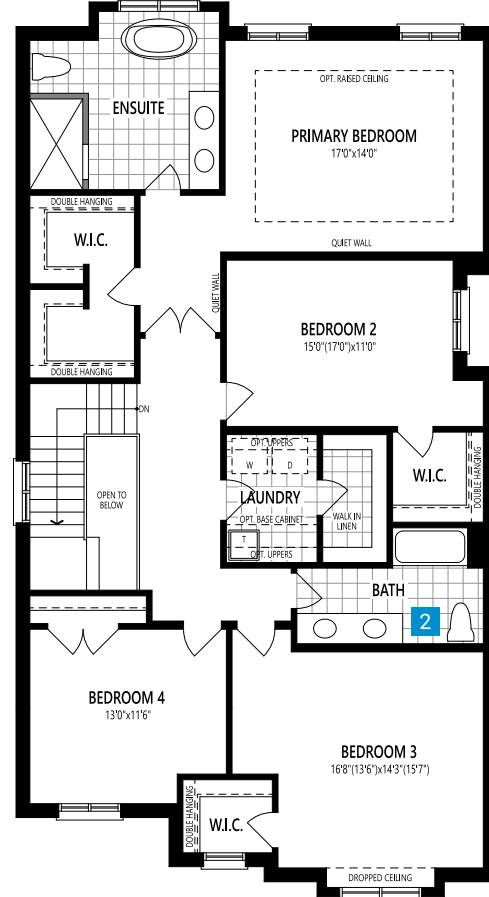 ENSUITE
OPT. RAISED CEILING
PRIMARY BEDROOM
17'0"x14'0"
QUIET WALL
DOUBLE HANGING
W.I.C.
QUIET WALL
DOUBLE HANGING
BEDROOM 2
15'0"(17'0")x11'0"
DN
OPEN TO
BELOW
OPT. UPPERS
W
D
LAUNDRY
OPT. BASE CABINET
T
OPT. UPPERS
WALK IN
LINEN
W.I.C.
DOUBLE HANGING
BATH
2
BEDROOM 4
13'0"x11'6"
BEDROOM 3
16'8"(13'6")x14'3"(15'7")
DOUBLE HANGING
W.I.C.
DROPPED CEILING